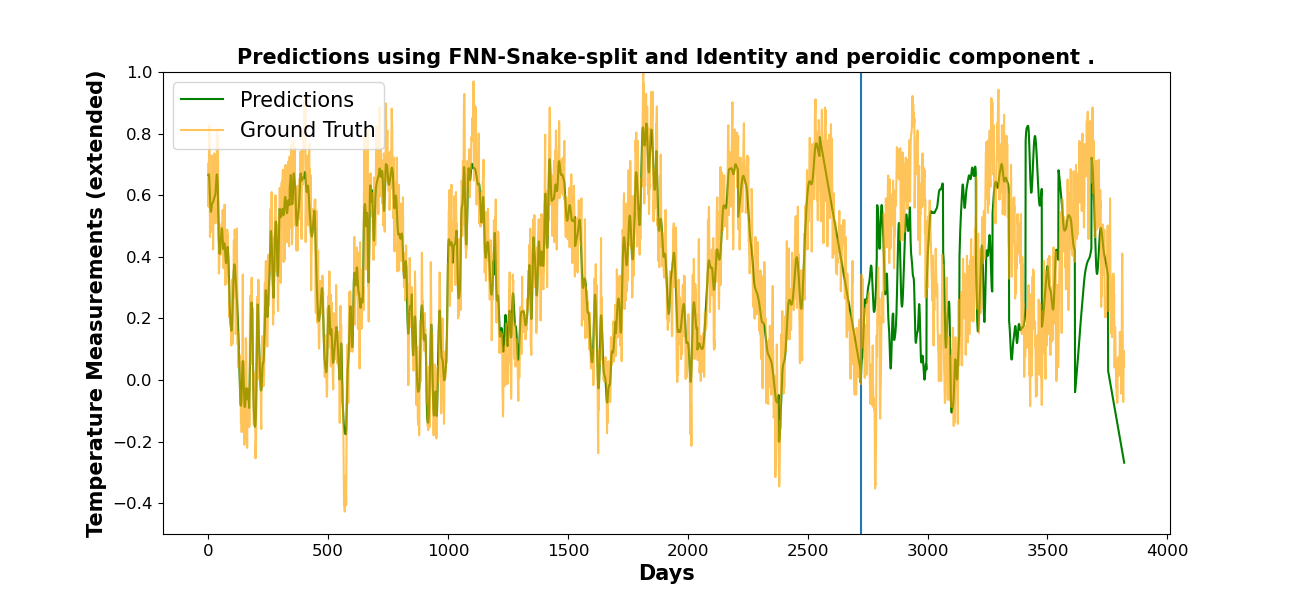 Predictions using FNN-Snake-split and Identity and peroidic component .
Predictions
Ground Truth
Temperature Measurements (extended)
1.0
0.8
0.6
0.4
0.2
0.0
−0.2
−0.4
0 500 1000 1500 2000 2500 3000 3500 4000
Days